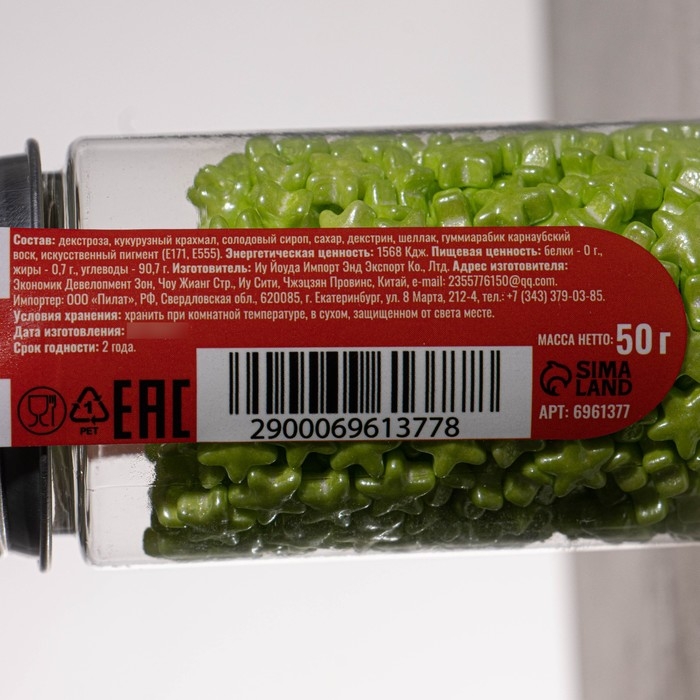 Состав: декстроза, кукурузный крахмал, солодовый сироп, сахар, декстрин, шеллак, гуммиарабик карнаубский
воск, искусственный пигмент (E171, E555). Энергетическая ценность: 1568 Кдж. Пищевая ценность: белки - 0 г.,
жиры - 0,7 г., углеводы - 90,7 г. Изготовитель: Иу Йоуда Импорт Энд Экспорт Ко., Лтд. Адрес изготовителя:
Экономик Девелопмент Зон, Чоу Жианг Стр., Иу Сити, Чжэцзян Провинс, Китай, e-mail: 2355776150@qq.com.
Импортер: ООО «Пилат», РФ, Свердловская обл., 620085, г. Екатеринбург, ул. 8 Марта, 212-4, тел.: +7 (343) 379-03-85.
Условия хранения: хранить при комнатной температуре, в сухом, защищенном от света месте.
Дата изготовления:
Срок годности: 2 года.
МАССА НЕТТО: 50 г
1
PET
EAC
2900069613778
SIMA
LAND
АРТ: 6961377